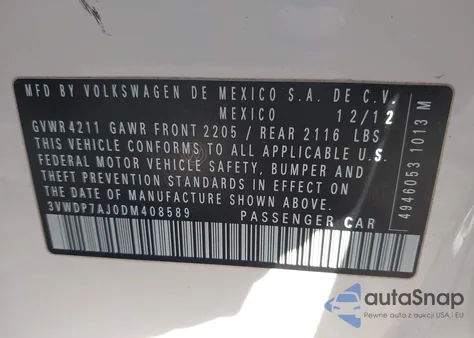 MFD BY VOLKSWAGEN DE MEXICO S.A. DE C.V.
MEXICO 12/12
GVWR 4211 GAWR FRONT 2205 / REAR 2116 LBS
THIS VEHICLE CONFORMS TO ALL APPLICABLE U.S.
FEDERAL MOTOR VEHICLE SAFETY, BUMPER AND
THEFT PREVENTION STANDARDS IN EFFECT ON
THE DATE OF MANUFACTURE SHOWN ABOVE.
3VWDP7AJ0DM408589 PASSENGER CAR
4946053 1013 M
autoSnap
Pewne auta z aukcji USA i EU